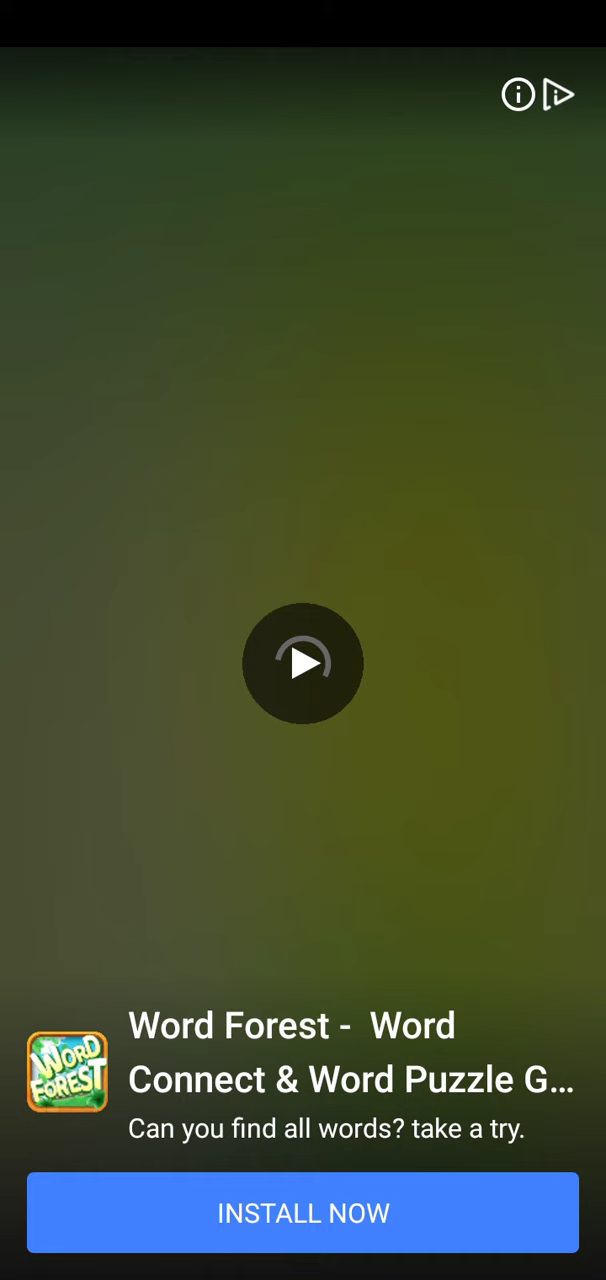 Word Forest -  Word
Connect & Word Puzzle G...
WORD
FOREST
Can you find all words? take a try.
INSTALL NOW